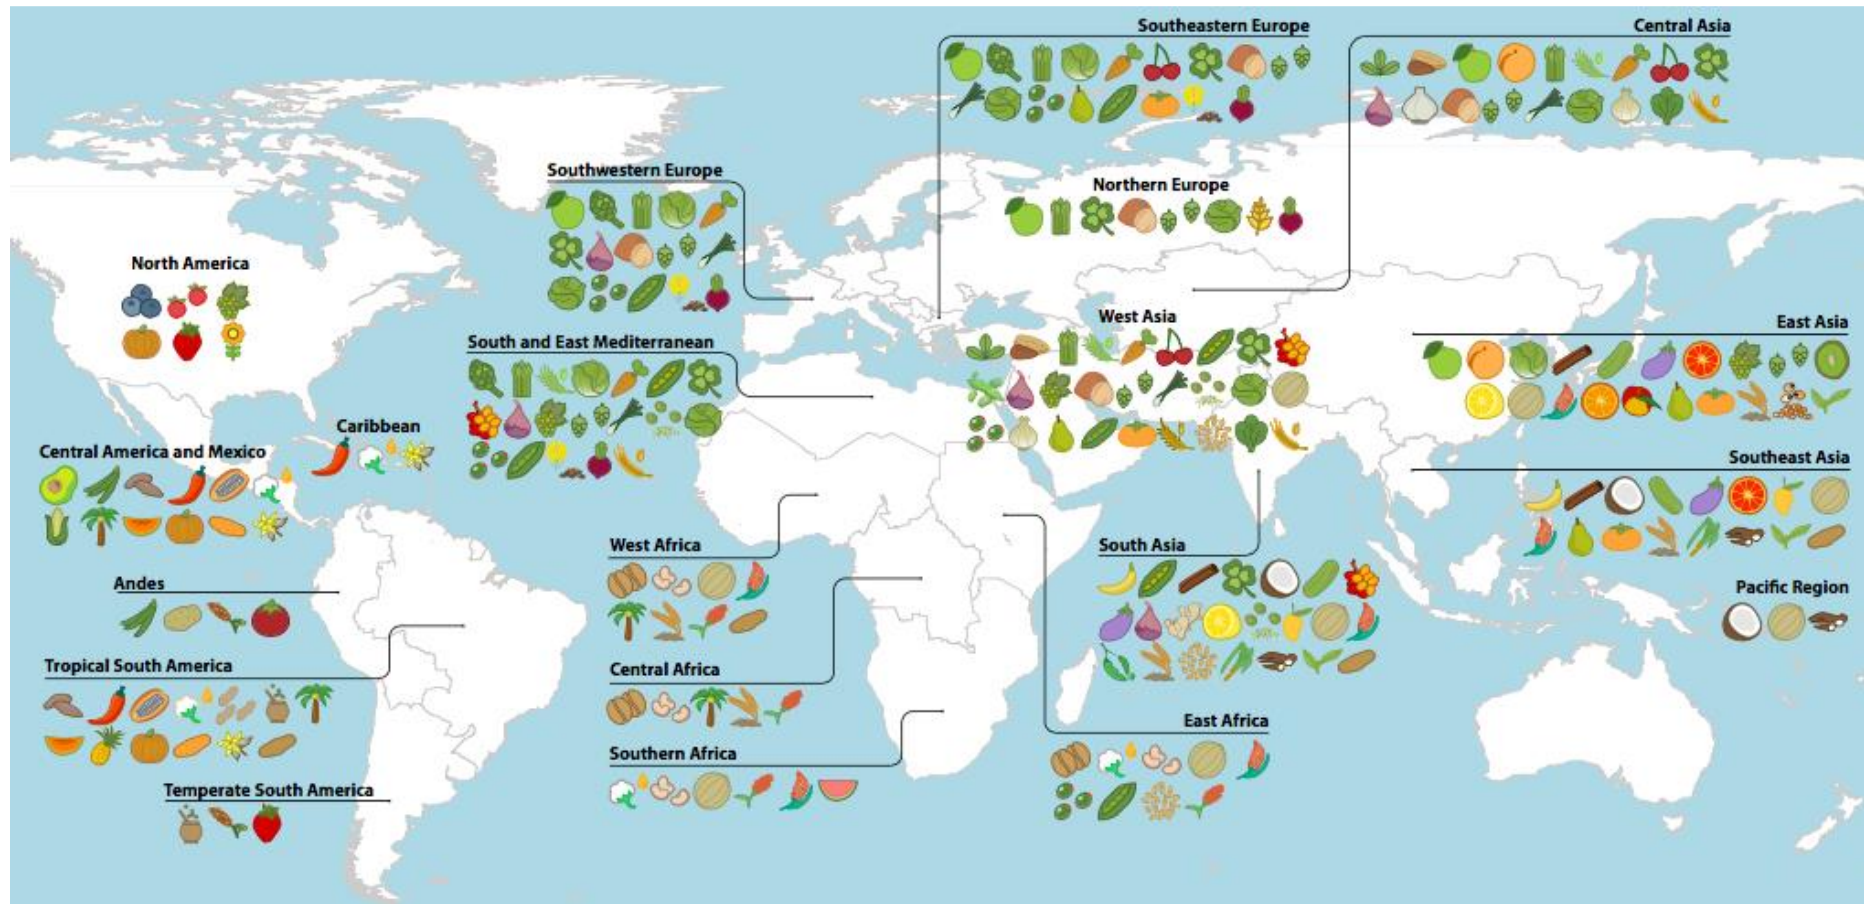 Southeastern Europe
Central Asia
Southwestern Europe
Northern Europe
North America
West Asia
East Asia
South and East Mediterranean
Caribbean
Central America and Mexico
Southeast Asia
West Africa
South Asia
Andes
Pacific Region
Tropical South America
Central Africa
East Africa
Southern Africa
Temperate South America